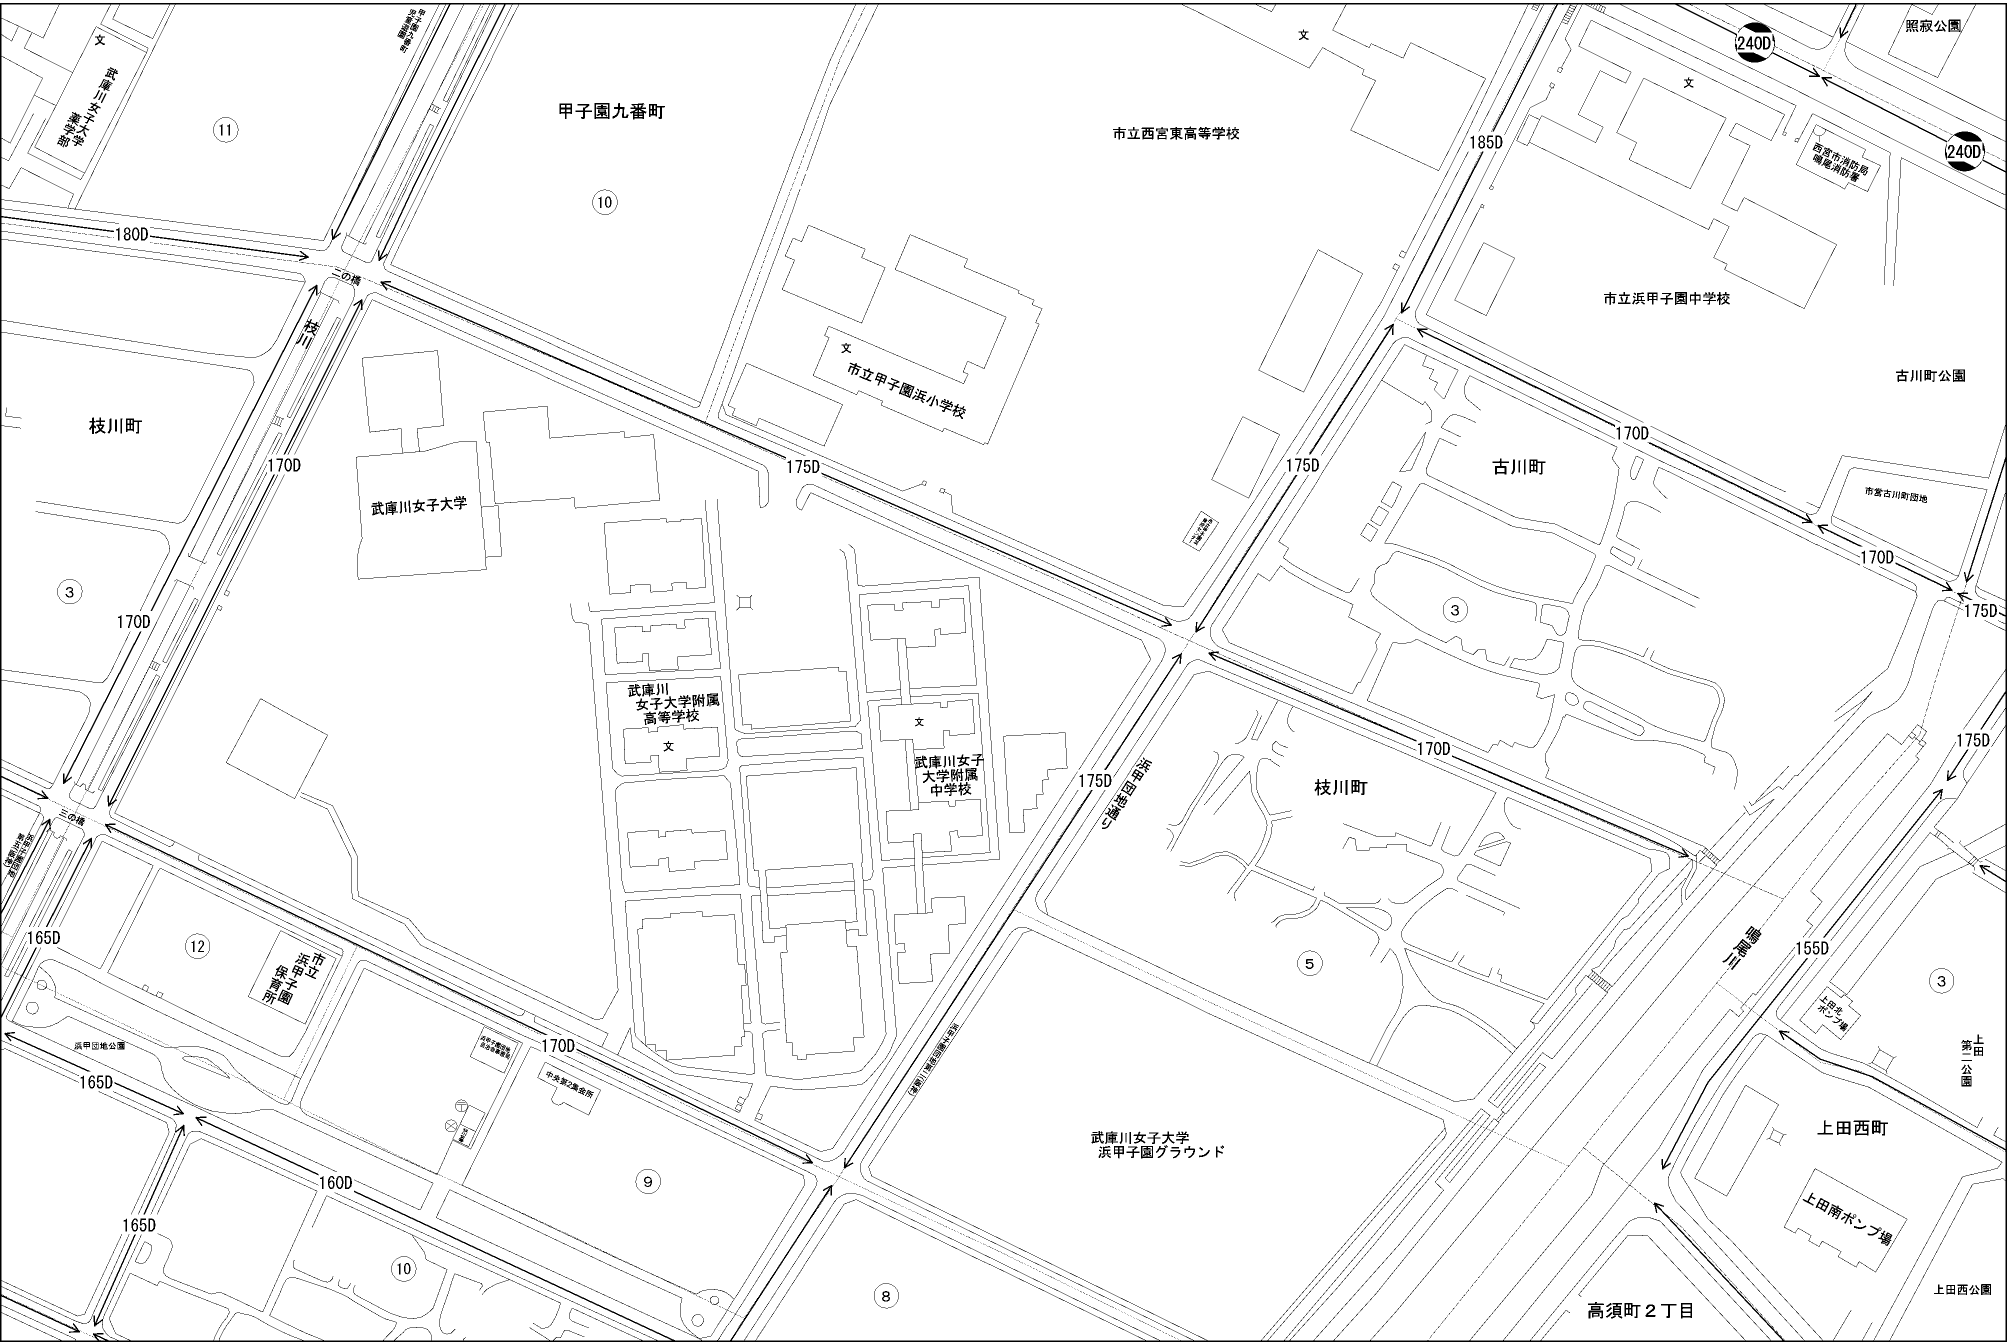 文
武庫川女子大学
薬学部
11
甲子園九番町
10
文
市立西宮東高等学校
185D
240D
照寂公園
文
西宮市消防局
鳴尾消防署
240D
180D
二の橋
枝川
市立浜甲子園中学校
文
市立甲子園浜小学校
古川町公園
枝川町
170D
175D
175D
170D
古川町
市営古川町団地
武庫川女子大学
170D
3
170D
3
175D
武庫川
女子大学附属
高等学校
文
文
武庫川女子
大学附属
中学校
175D
浜甲団地通り
170D
175D
枝川町
三の橋
165D
12
市立
浜甲子園
保育所
5
鳴尾川
155D
3
上田北
ポンプ場
上田
第二公園
浜甲団地公園
170D
165D
中央第2集会所
武庫川女子大学
浜甲子園グラウンド
上田西町
160D
9
165D
上田南ポンプ場
10
8
高須町2丁目
上田西公園